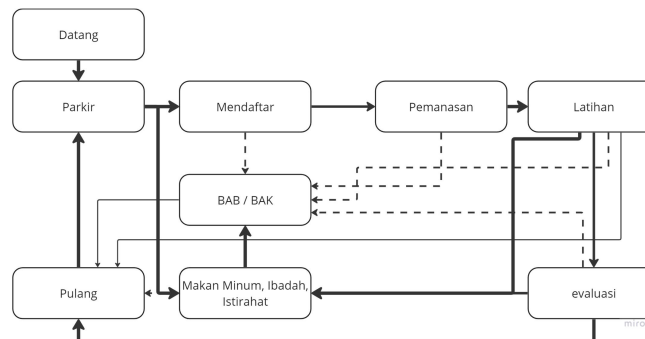 Datang
Parkir
Mendaftar
Pemanasan
Latihan
BAB / BAK
Pulang
Makan Minum, Ibadah,
Istirahat
evaluasi
miro